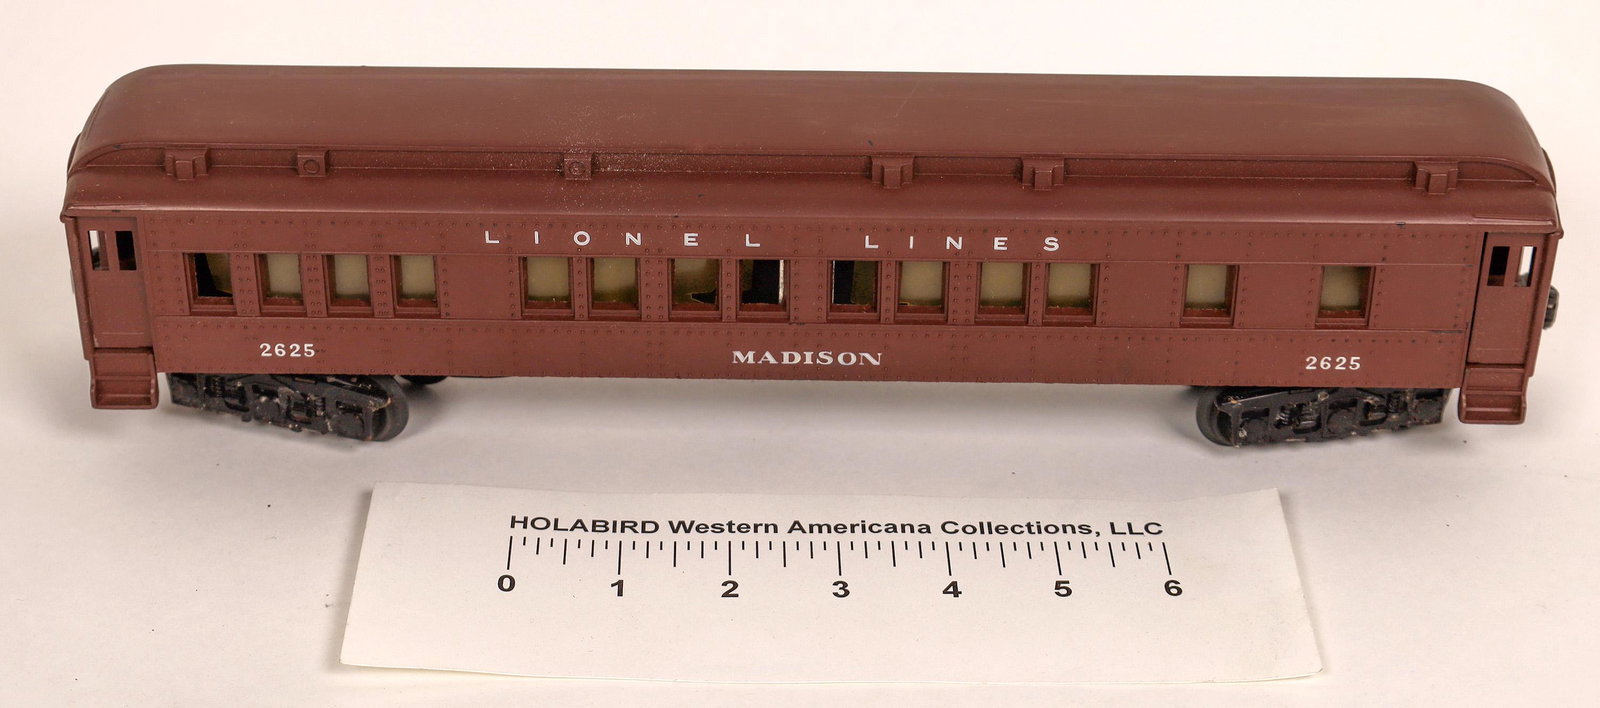 LIONEL LINES
2625 MADISON 2625
HOLABIRD Western Americana Collections, LLC
0 1 2 3 4 5 6